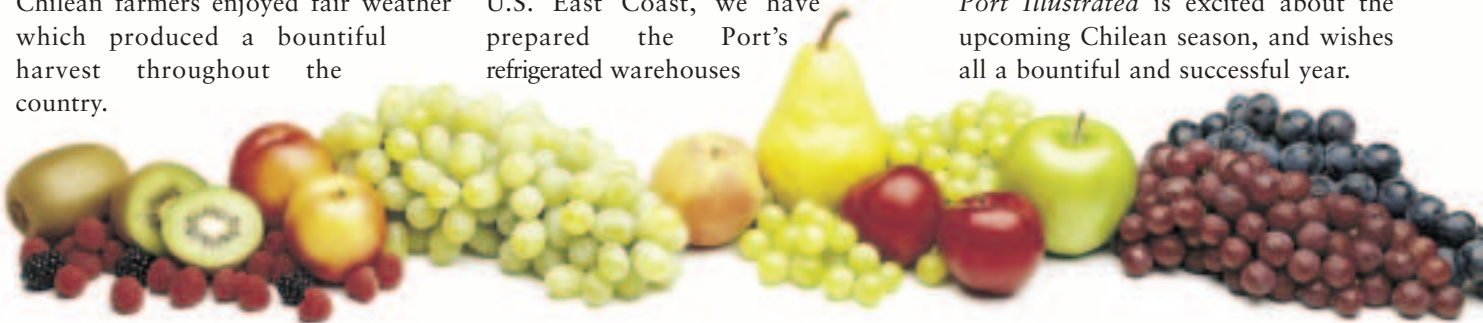 Chilean farmers enjoyed fair weather
which produced a bountiful
harvest throughout the
country.
U.S. East Coast, we have
prepared the Port's
refrigerated warehouses
Port Illustrated is excited about the
upcoming Chilean season, and wishes
all a bountiful and successful year.